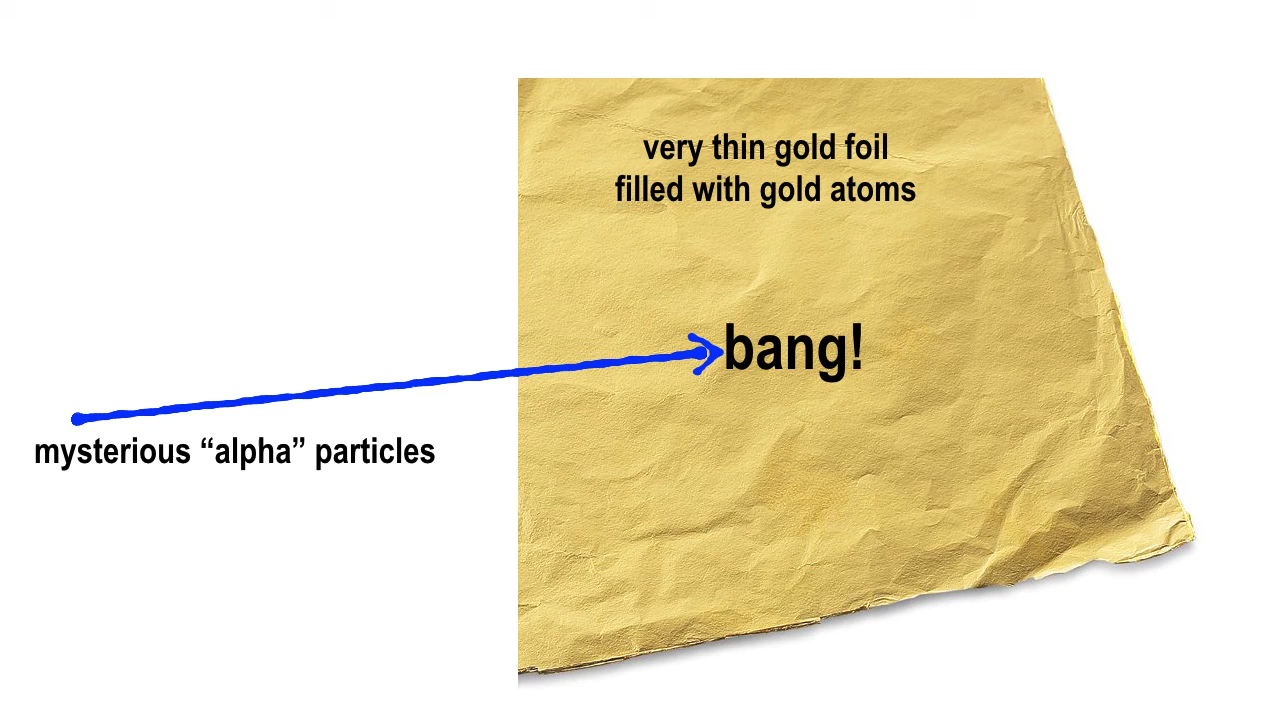 very thin gold foil
filled with gold atoms
bang!
mysterious “alpha” particles